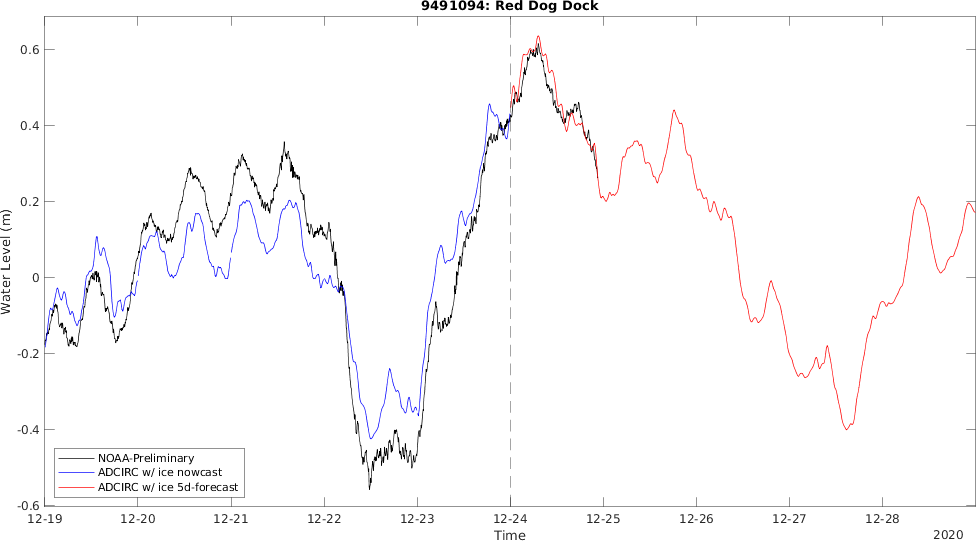 9491094: Red Dog Dock
Water Level (m)
0.6
0.4
0.2
0
-0.2
-0.4
-0.6
NOAA-Preliminary
ADCIRC w/ ice nowcast
ADCIRC w/ ice 5d-forecast
12-19 12-20 12-21 12-22 12-23 12-24 12-25 12-26 12-27 12-28
Time
2020